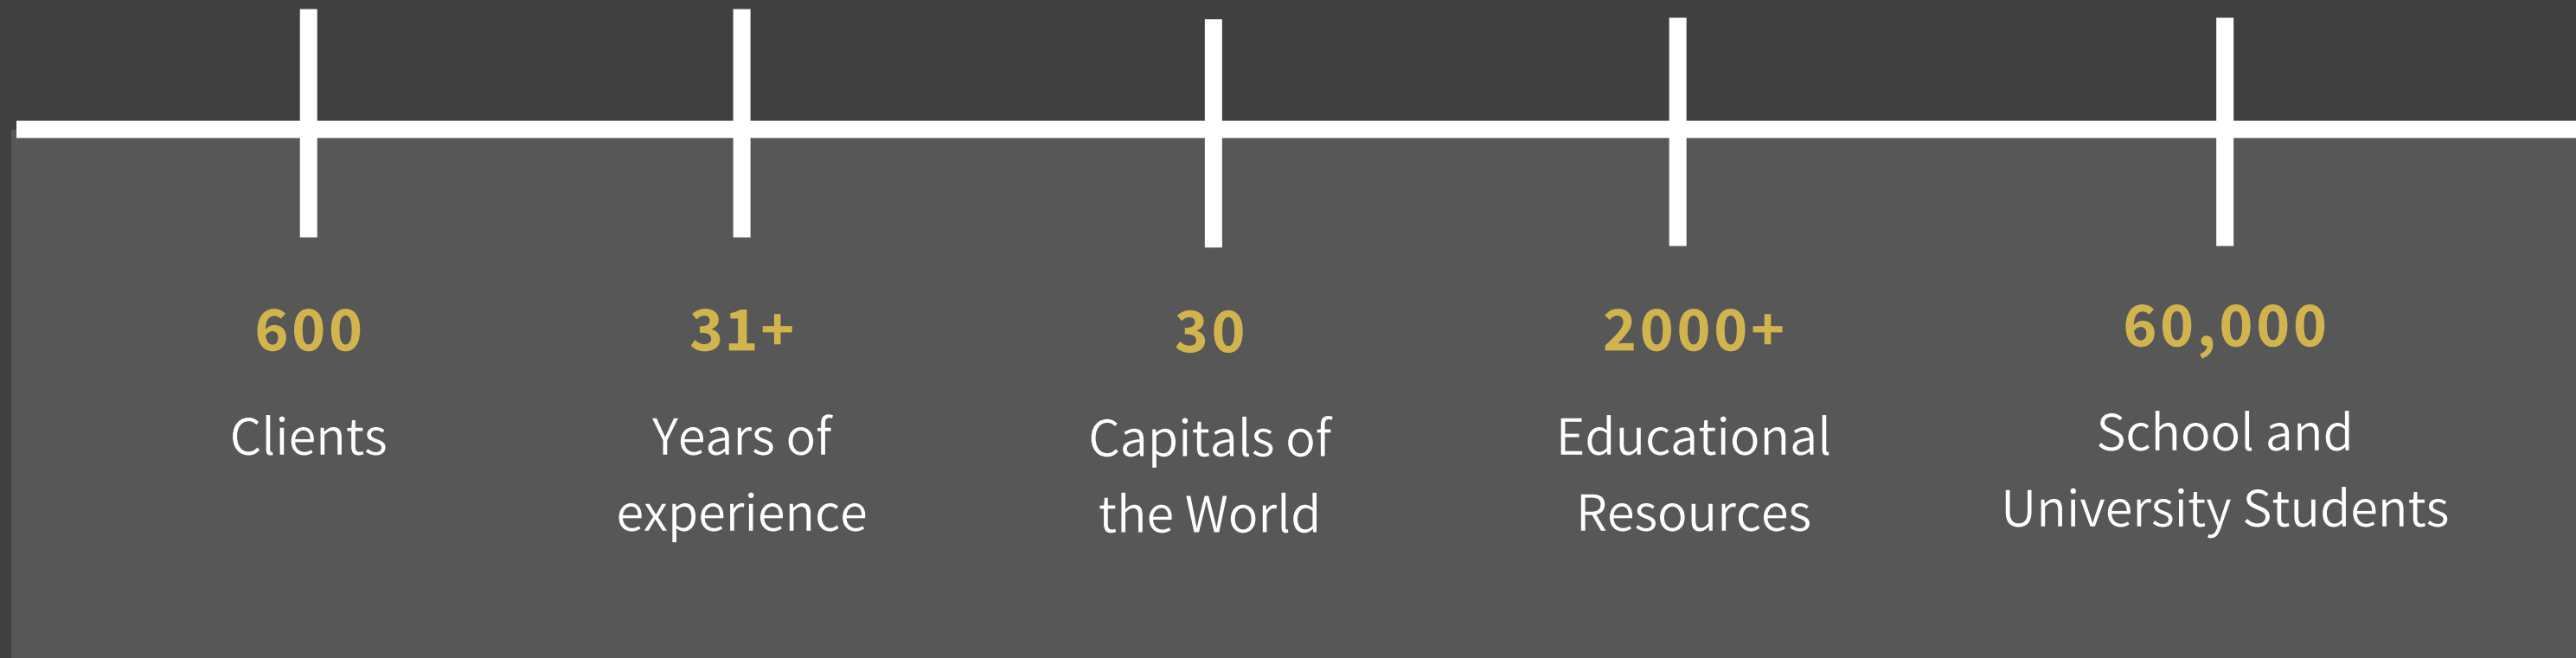 600
Clients
31+
Years of
experience
30
Capitals of
the World
2000+
Educational
Resources
60,000
School and
University Students